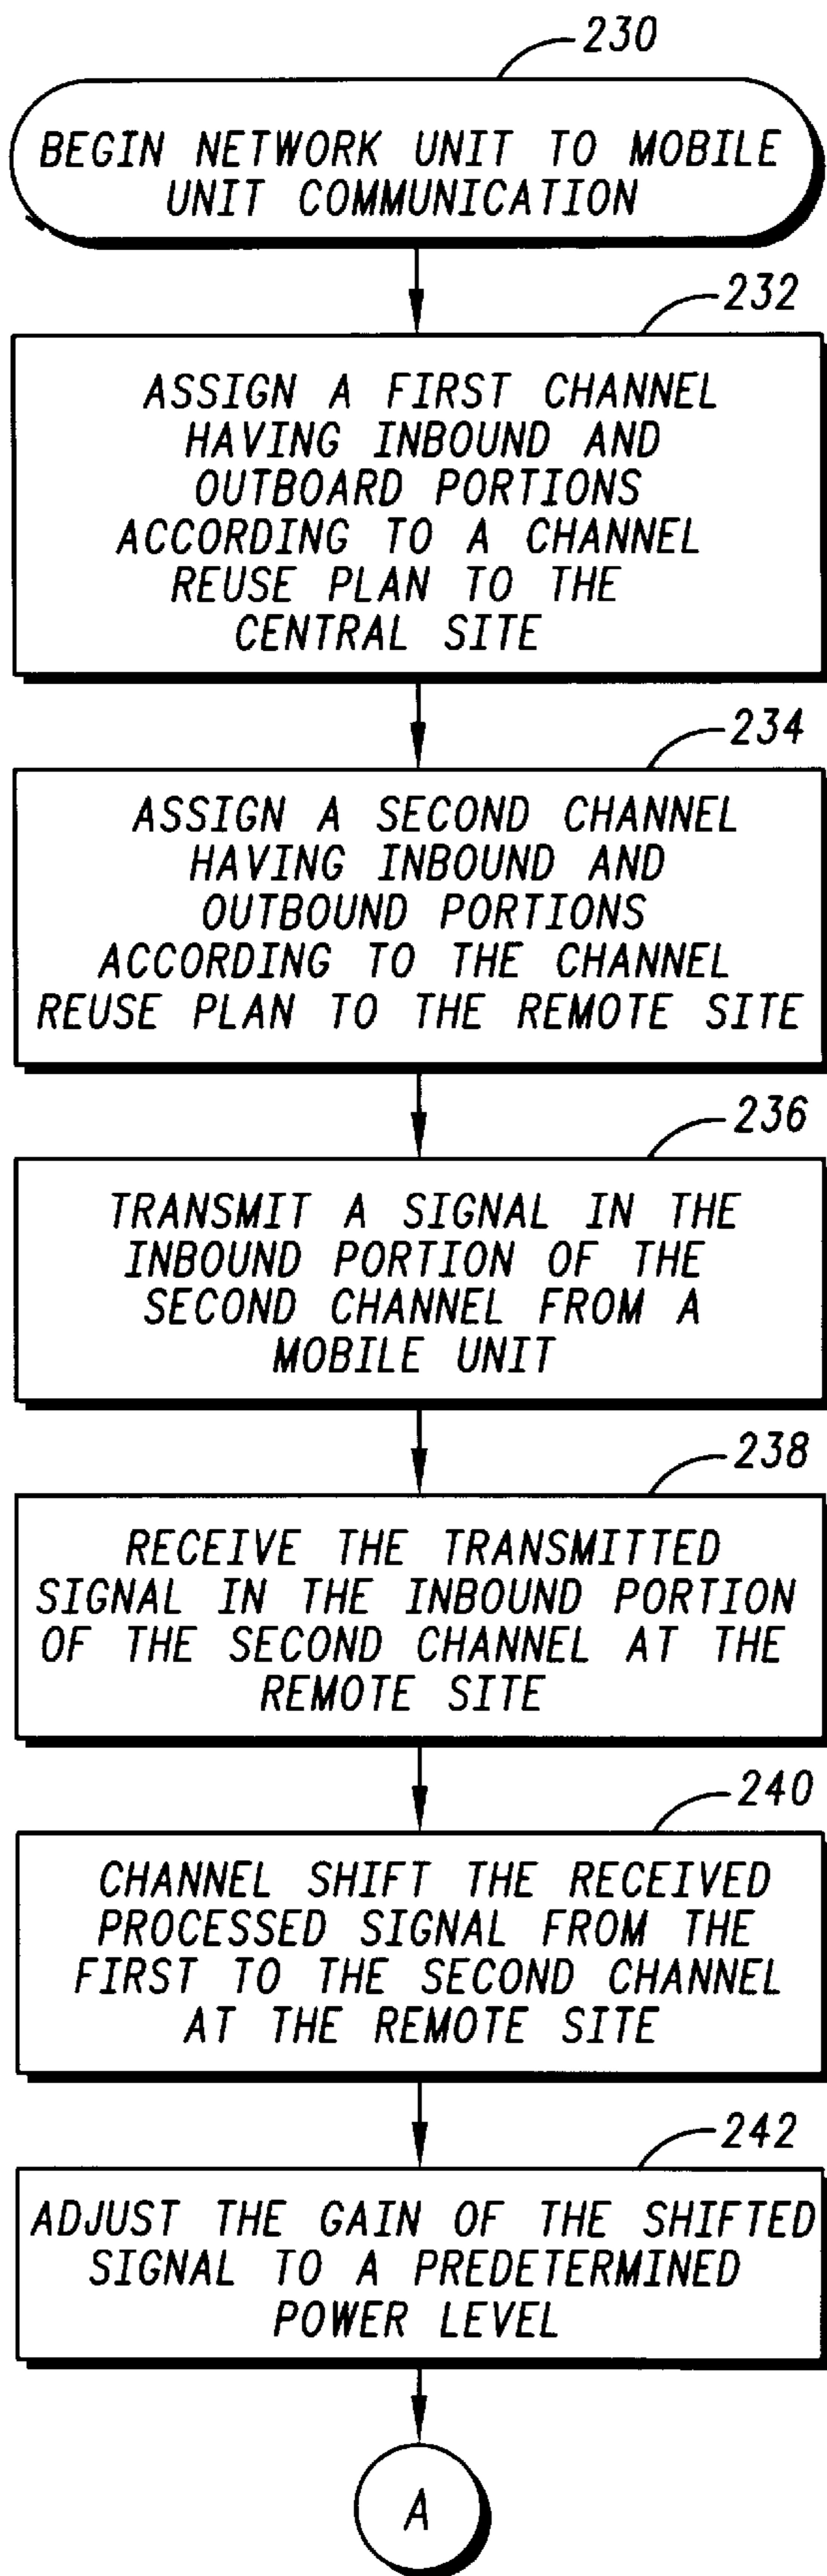 230
BEGIN NETWORK UNIT TO MOBILE
UNIT COMMUNICATION
232
ASSIGN A FIRST CHANNEL
HAVING INBOUND AND
OUTBOARD PORTIONS
ACCORDING TO A CHANNEL
REUSE PLAN TO THE
CENTRAL SITE
234
ASSIGN A SECOND CHANNEL
HAVING INBOUND AND
OUTBOUND PORTIONS
ACCORDING TO THE CHANNEL
REUSE PLAN TO THE REMOTE SITE
236
TRANSMIT A SIGNAL IN THE
INBOUND PORTION OF THE
SECOND CHANNEL FROM A
MOBILE UNIT
238
RECEIVE THE TRANSMITTED
SIGNAL IN THE INBOUND PORTION
OF THE SECOND CHANNEL AT THE
REMOTE SITE
240
CHANNEL SHIFT THE RECEIVED
PROCESSED SIGNAL FROM THE
FIRST TO THE SECOND CHANNEL
AT THE REMOTE SITE
242
ADJUST THE GAIN OF THE SHIFTED
SIGNAL TO A PREDETERMINED
POWER LEVEL
A